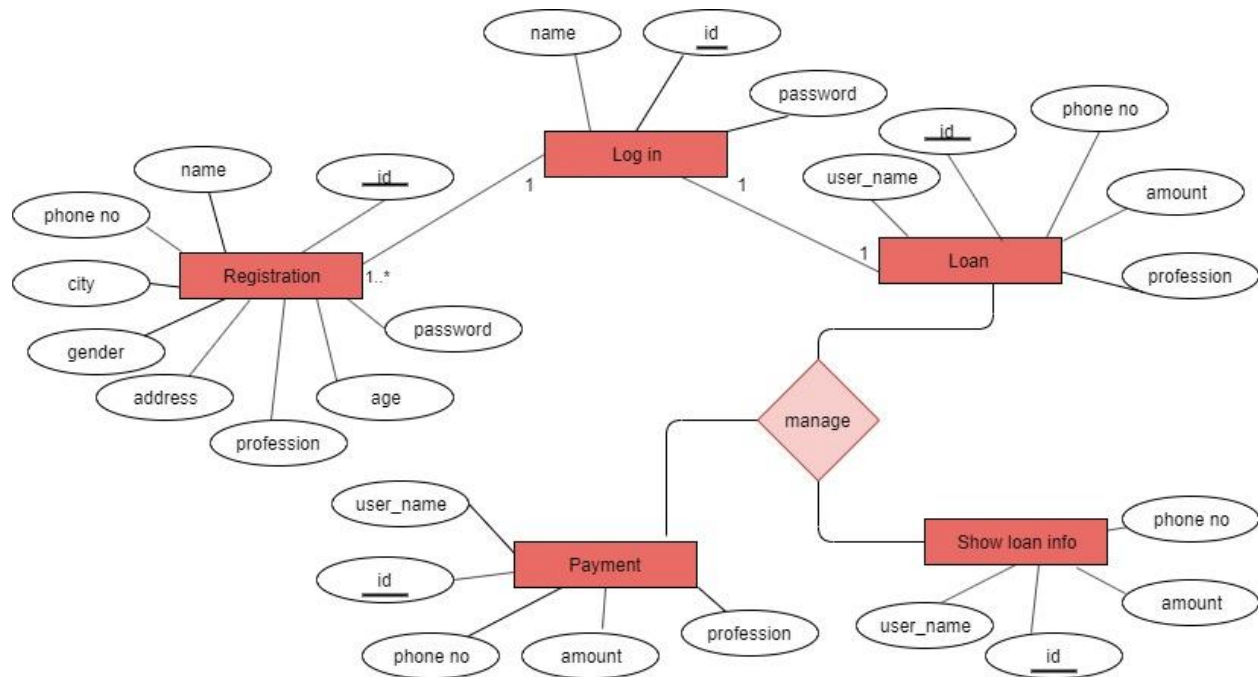 name
id
password
Log in
1
1
name
id
phone no
Registration
1..*
city
gender
address
profession
age
password
id
phone no
user_name
amount
1
Loan
profession
manage
user_name
id
Payment
phone no
amount
profession
Show loan info
phone no
amount
user_name
id